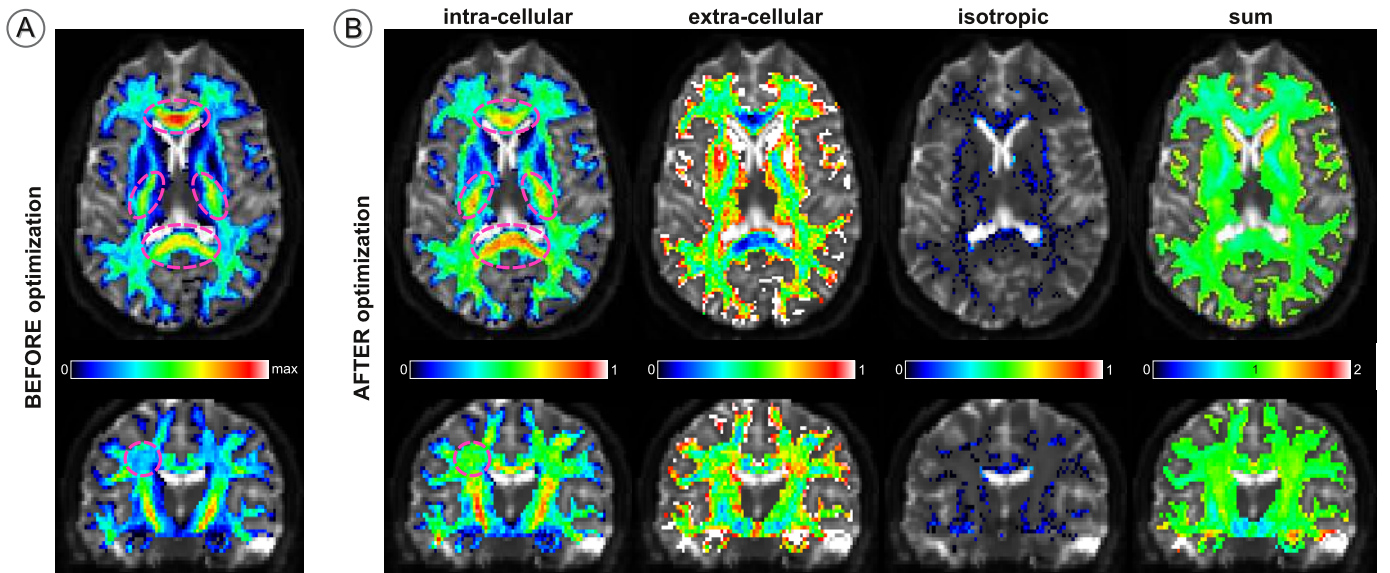 A
BEFORE optimization
0 max
B
AFTER optimization
intra-cellular extra-cellular isotropic sum
0 1 0 1 0 1 0 1 2